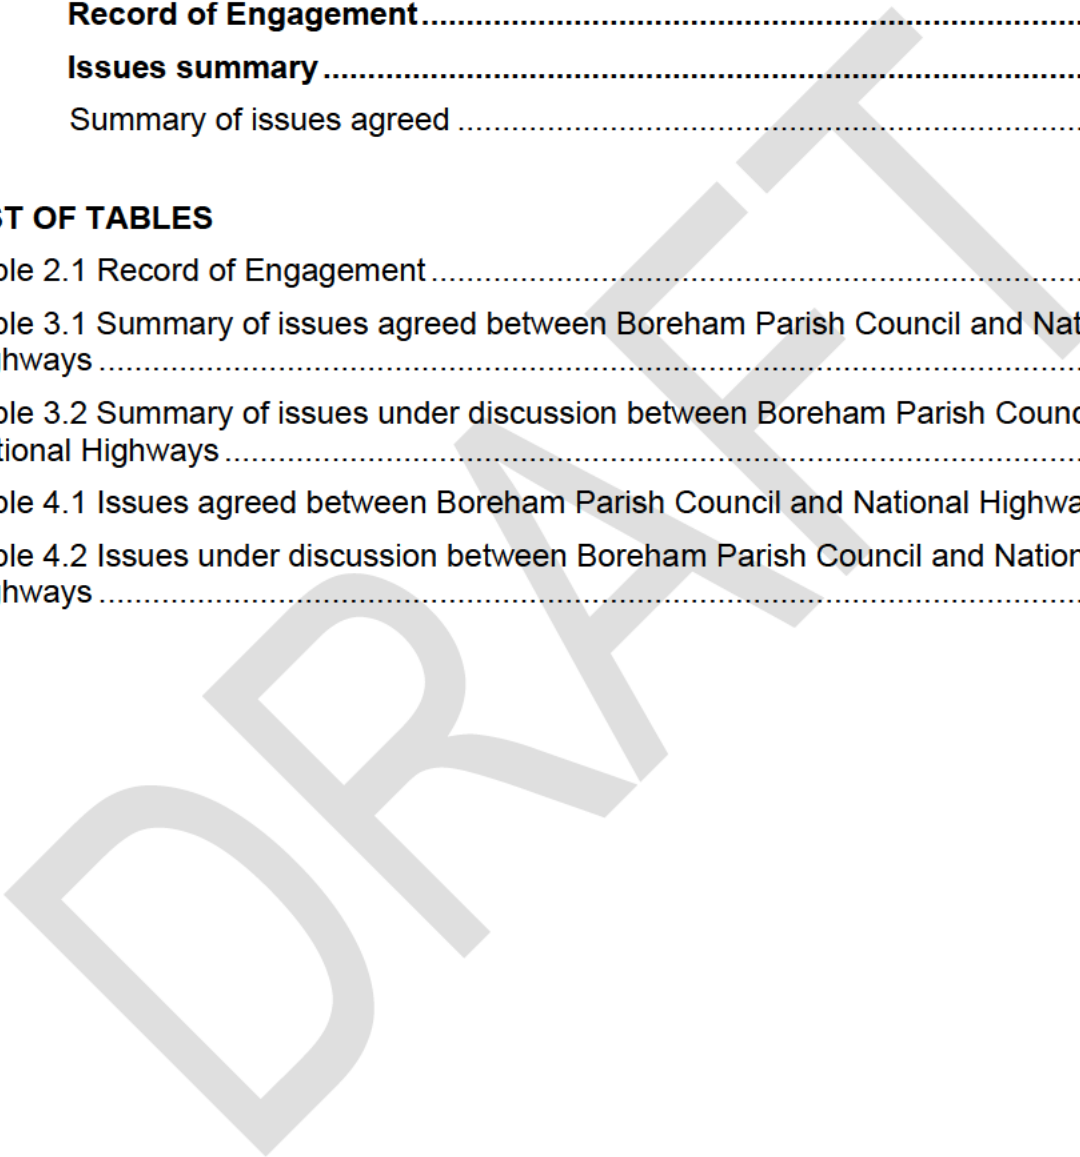 Record of Engagement........................................................................
Issues summary...................................................................................
Summary of issues agreed.....................................................................
ST OF TABLES
ble 2.1 Record of Engagement........................................................................
ble 3.1 Summary of issues agreed between Boreham Parish Council and Nat
hways...............................................................................................................
ble 3.2 Summary of issues under discussion between Boreham Parish Counc
tional Highways................................................................................................
ble 4.1 Issues agreed between Boreham Parish Council and National Highwa
ble 4.2 Issues under discussion between Boreham Parish Council and Nation
hways...............................................................................................................
DRAFT